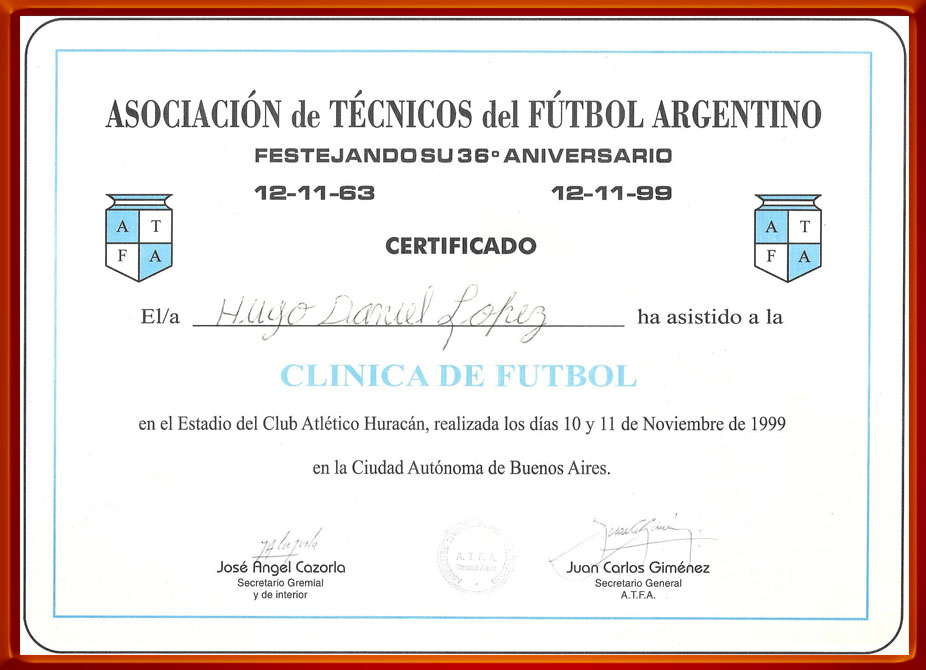 ASOCIACIÓN de TÉCNICOS del FÚTBOL ARGENTINO
FESTEJANDO SU 36º ANIVERSARIO
12-11-63 12-11-99
A T
F A
A T
F A
CERTIFICADO
El/a Hugo Daniel Lopez ha asistido a la
CLINICA DE FUTBOL
en el Estadio del Club Atlético Huracán, realizada los días 10 y 11 de Noviembre de 1999
en la Ciudad Autónoma de Buenos Aires.
José Angel Cazorla
Secretario Gremial
y de interior
A. T. F. A.
Juan Carlos Giménez
Secretario General
A.T.F.A.